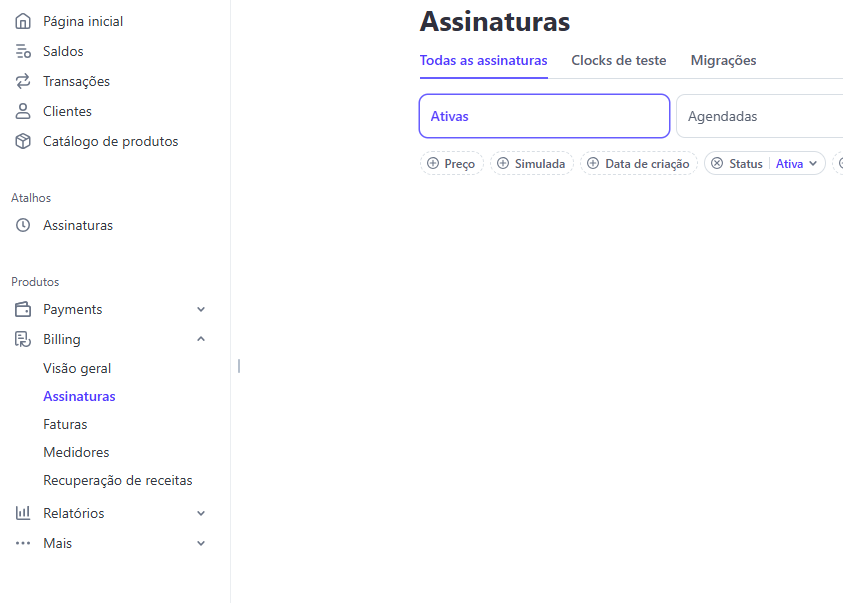 Página inicial
Saldos
Transações
Clientes
Catálogo de produtos
Atalhos
Assinaturas
Produtos
Payments
Billing
Visão geral
Assinaturas
Faturas
Medidores
Recuperação de receitas
Relatórios
Mais
Assinaturas
Todas as assinaturas Clocks de teste Migrações
Ativas Agendadas
Preço Simulada Data de criação Status Ativa